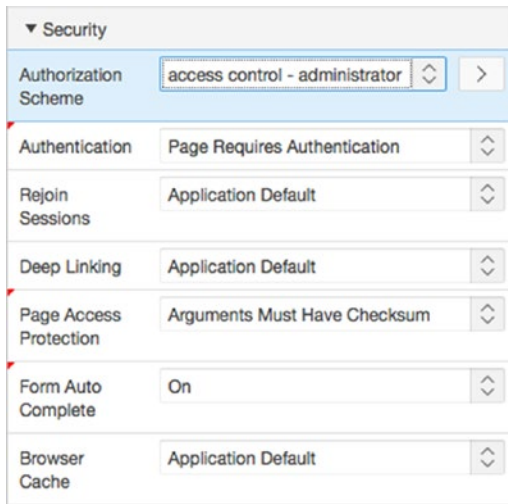 Security
Authorization access control - administrator
Scheme
Authentication Page Requires Authentication
Rejoin Application Default
Sessions
Deep Linking Application Default
Page Access Arguments Must Have Checksum
Protection
Form Auto On
Complete
Browser Application Default
Cache